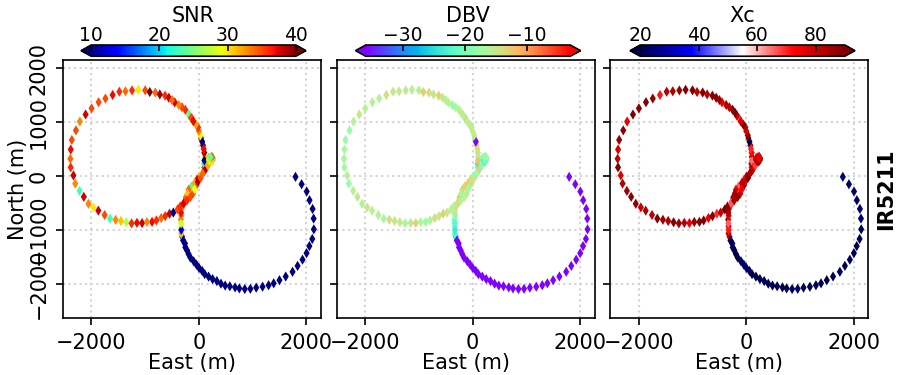 SNR DBV Xc
10 20 30 40 −30 −20 −10 20 40 60 80
2000
1000
0
−1000
−2000
North (m)
−2000 0 2000 −2000 0 2000 −2000 0 2000
East (m) East (m) East (m)
IR5211